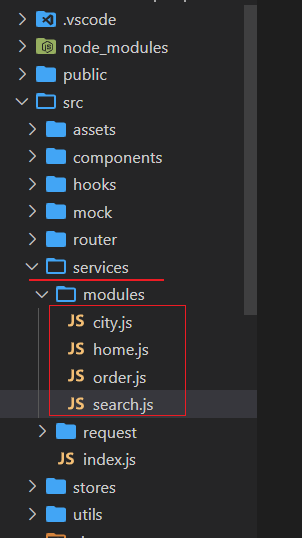 .vscode
node_modules
public
src
assets
components
hooks
mock
router
services
modules
JS city.js
JS home.js
JS order.js
JS search.js
request
JS index.js
stores
utils